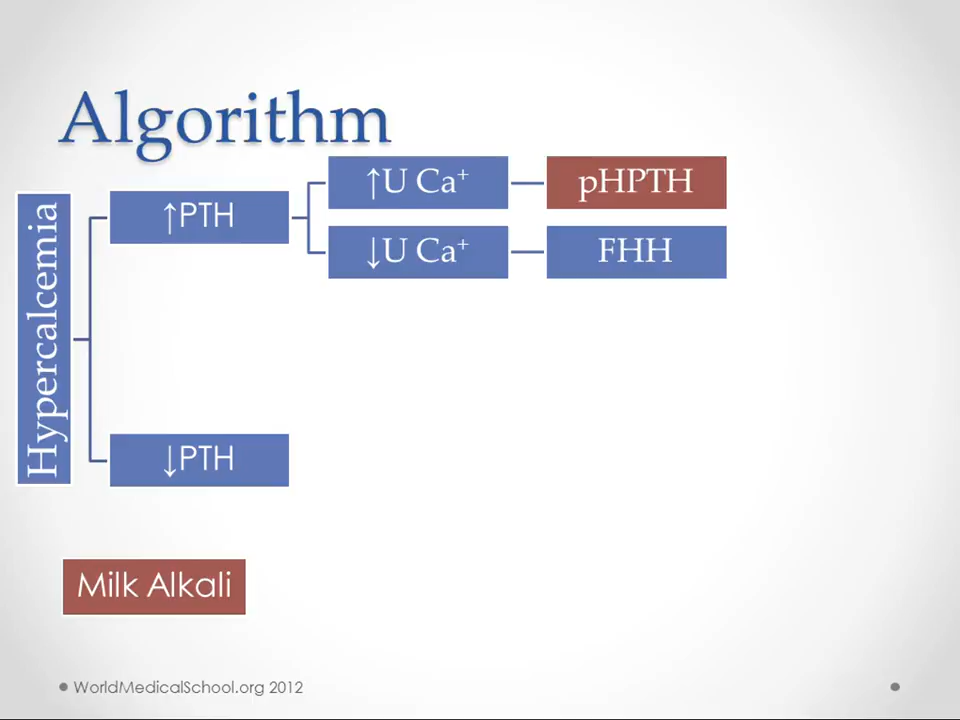 Algorithm
Hypercalcemia
↑PTH
↑U Ca⁺
pHPTH
↓U Ca⁺
FHH
↓PTH
Milk Alkali
WorldMedicalSchool.org 2012